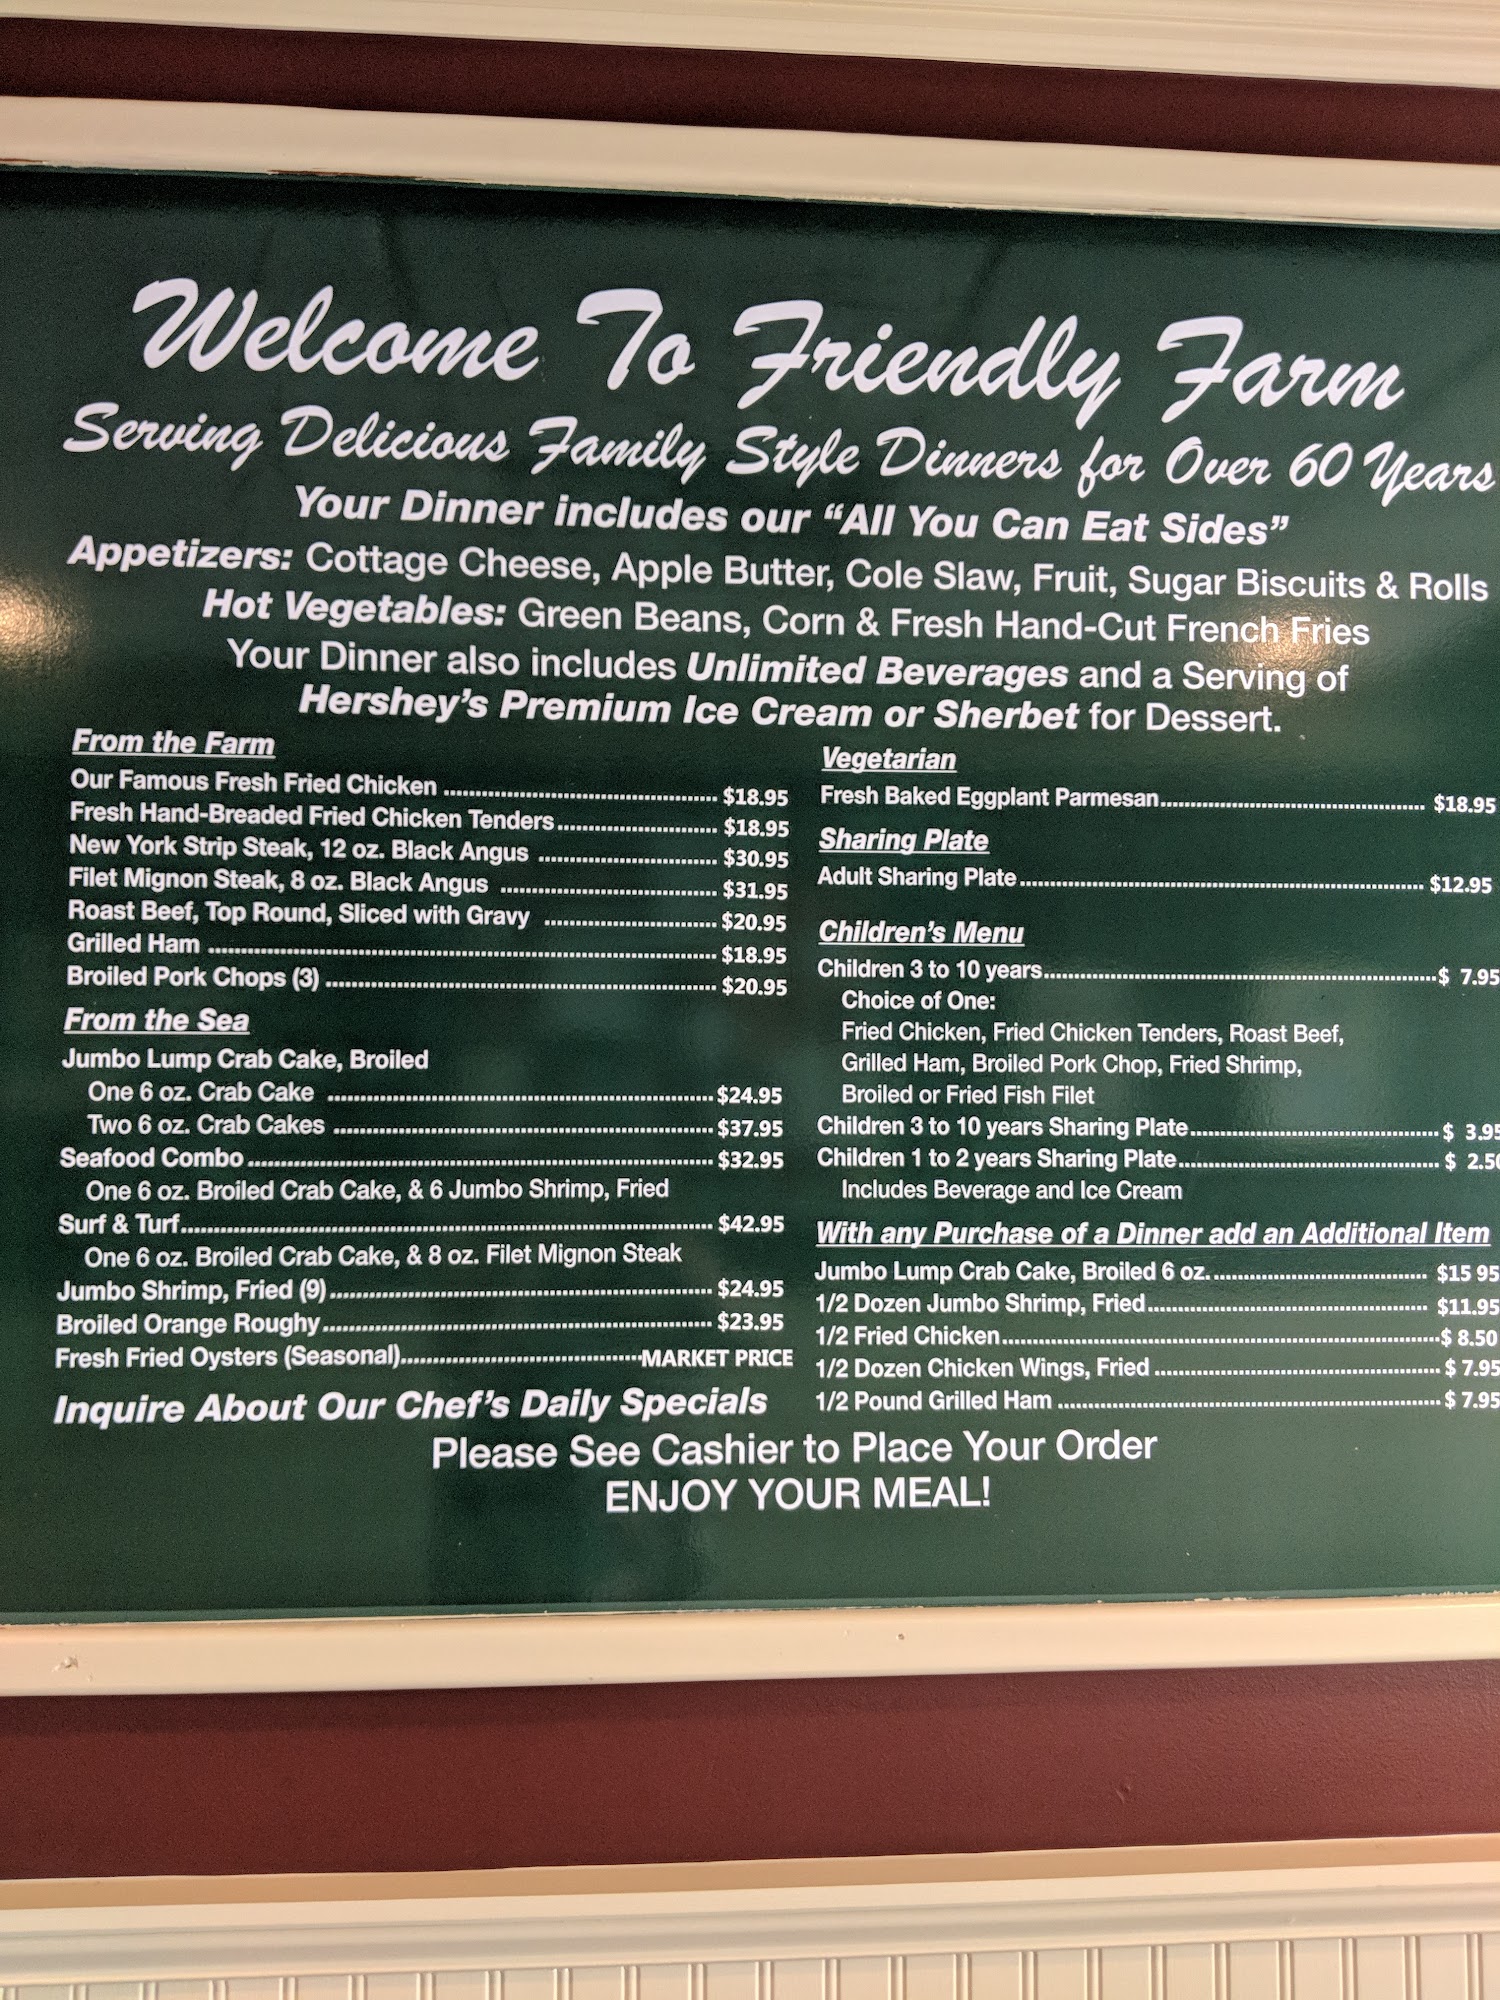 Welcome To Friendly Farm
Serving Delicious Family Style Dinners for Over 60 Years
Your Dinner includes our “All You Can Eat Sides”
Appetizers: Cottage Cheese, Apple Butter, Cole Slaw, Fruit, Sugar Biscuits & Rolls
Hot Vegetables: Green Beans, Corn & Fresh Hand-Cut French Fries
Your Dinner also includes Unlimited Beverages and a Serving of
Hershey’s Premium Ice Cream or Sherbet for Dessert.
From the Farm
Our Famous Fresh Fried Chicken $18.95
Fresh Hand-Breaded Fried Chicken Tenders $18.95
New York Strip Steak, 12 oz. Black Angus $30.95
Filet Mignon Steak, 8 oz. Black Angus $31.95
Roast Beef, Top Round, Sliced with Gravy $20.95
Grilled Ham $18.95
Broiled Pork Chops (3) $20.95
From the Sea
Jumbo Lump Crab Cake, Broiled
One 6 oz. Crab Cake $24.95
Two 6 oz. Crab Cakes $37.95
Seafood Combo $32.95
One 6 oz. Broiled Crab Cake, & 6 Jumbo Shrimp, Fried
Surf & Turf $42.95
One 6 oz. Broiled Crab Cake, & 8 oz. Filet Mignon Steak
Jumbo Shrimp, Fried (9) $24.95
Broiled Orange Roughy $23.95
Fresh Fried Oysters (Seasonal) MARKET PRICE
Inquire About Our Chef’s Daily Specials
Vegetarian
Fresh Baked Eggplant Parmesan $18.95
Sharing Plate
Adult Sharing Plate $12.95
Children’s Menu
Children 3 to 10 years $ 7.95
Choice of One:
Fried Chicken, Fried Chicken Tenders, Roast Beef,
Grilled Ham, Broiled Pork Chop, Fried Shrimp,
Broiled or Fried Fish Filet
Children 3 to 10 years Sharing Plate $ 3.95
Children 1 to 2 years Sharing Plate $ 2.50
Includes Beverage and Ice Cream
With any Purchase of a Dinner add an Additional Item
Jumbo Lump Crab Cake, Broiled 6 oz. $15 95
1/2 Dozen Jumbo Shrimp, Fried $11.95
1/2 Fried Chicken $ 8.50
1/2 Dozen Chicken Wings, Fried $ 7.95
1/2 Pound Grilled Ham $ 7.95
Please See Cashier to Place Your Order
ENJOY YOUR MEAL!